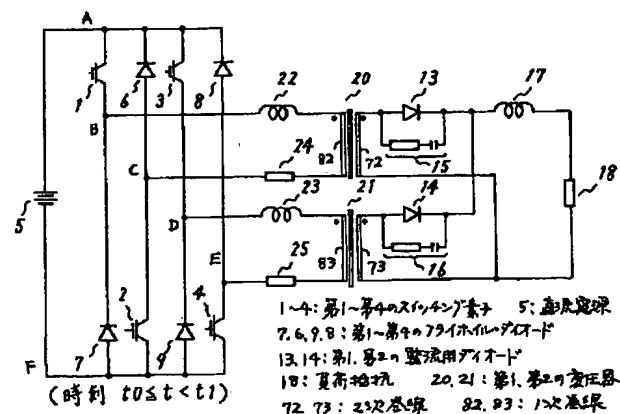 A
1
6
3
8
22
20
13
17
B
24
82
72
15
C
5
23
21
14
18
D
25
83
73
16
E
2
4
7
9
F
1~4:第1~第4のスイッチング素子 5:直流電源
7,6,9,8:第1~第4のフライホイル・ダイオード
13,14:第1,第2の整流用ダイオード
18:負荷抵抗 20,21:第1,第2の変圧器
72,73:2次巻線 82,83:1次巻線
(時刻 t0≦t<t1)